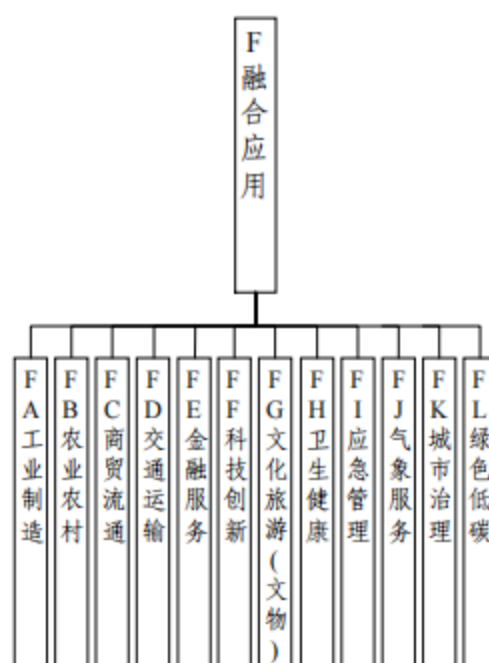 F融合应用
FA工业制造
FB农业农村
FC商贸流通
FD交通运输
FE金融服务
FF科技创新
FG文化旅游(文物)
FH卫生健康
FI应急管理
FJ气象服务
FK城市治理
FL绿色低碳